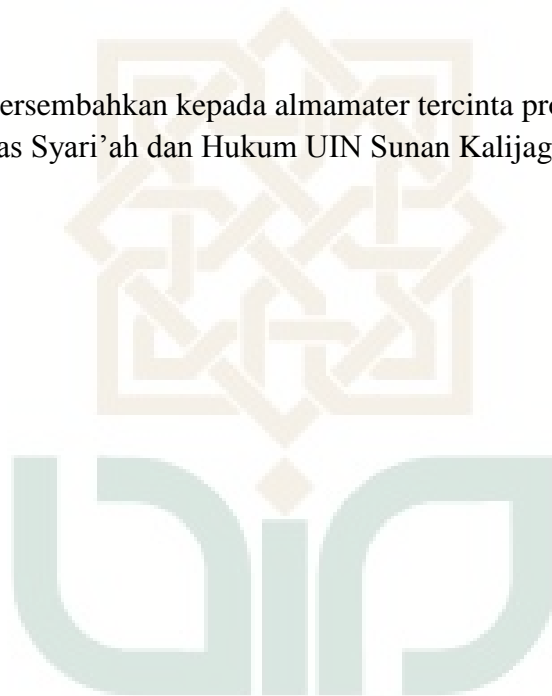 ersembahkan kepada almamater tercinta pro
as Syari’ah dan Hukum UIN Sunan Kalijag